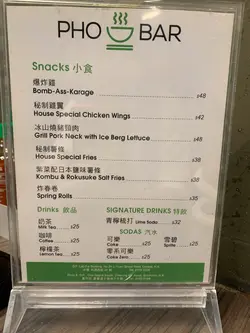 PHO BAR
Snacks 小食
爆炸雞
Bomb-Ass-Karage $48
秘制雞翼
House Special Chicken Wings $42
冰山燒豬頸肉
Grill Pork Neck with Ice Berg Lettuce $48
秘制薯條
House Special Fries $38
紫菜配日本鹽味薯條
Kombu & Rokusuke Salt Fries $38
炸春卷
Spring Rolls $35
Drinks 飲品
奶茶
Milk Tea $25
咖啡
Coffee $25
檸檬茶
Lemon Tea $25
SIGNATURE DRINKS 特飲
青檸梳打 Lime Soda $32
SODAS 汽水
可樂
Coke $20
雪碧
Sprite $20
零系可樂
Coke Zero $20